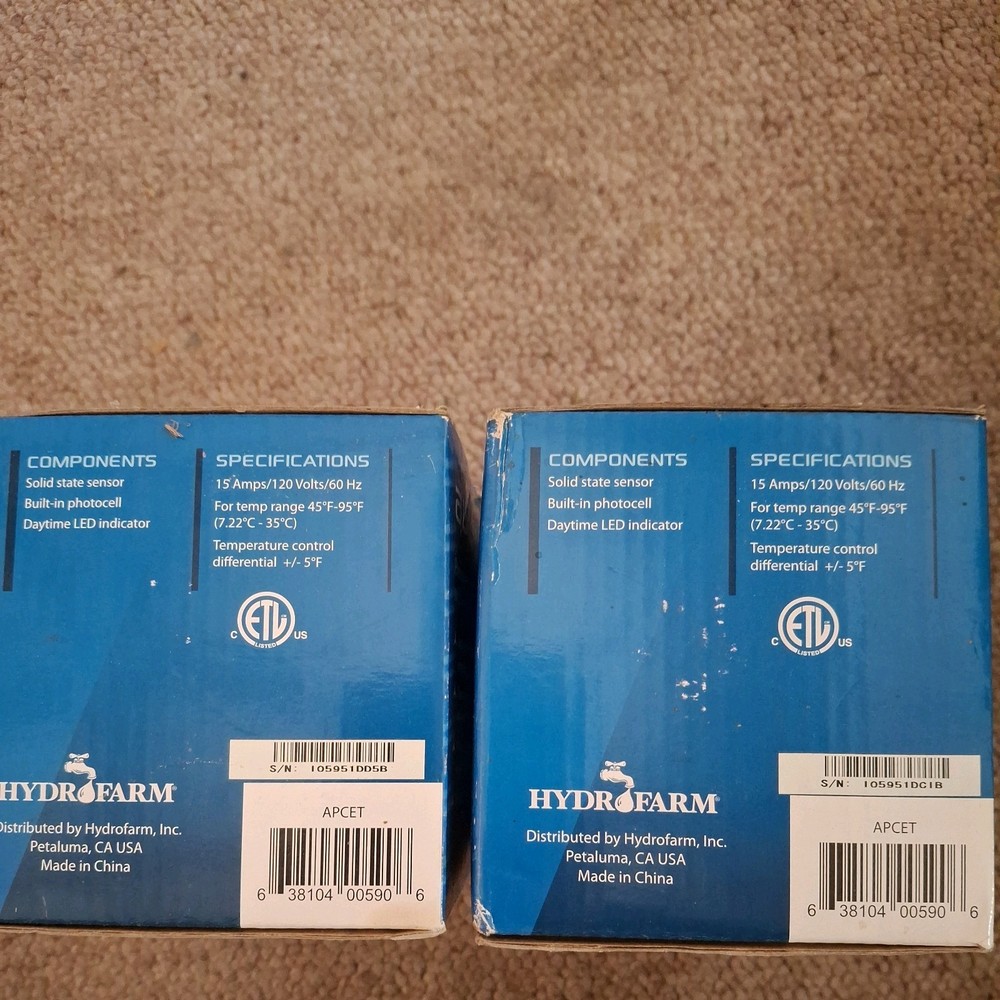 COMPONENTS
Solid state sensor
Built-in photocell
Daytime LED indicator
SPECIFICATIONS
15 Amps/120 Volts/60 Hz
For temp range 45°F-95°F
(7.22°C - 35°C)
Temperature control
differential +/- 5°F
C ETL US
LISTED
HYDROFARM®
Distributed by Hydrofarm, Inc.
Petaluma, CA USA
Made in China
S/N: I05951DD5B
APCET
6 38104 00590 6
COMPONENTS
Solid state sensor
Built-in photocell
Daytime LED indicator
SPECIFICATIONS
15 Amps/120 Volts/60 Hz
For temp range 45°F-95°F
(7.22°C - 35°C)
Temperature control
differential +/- 5°F
C ETL US
LISTED
HYDROFARM®
Distributed by Hydrofarm, Inc.
Petaluma, CA USA
Made in China
S/N: I05951DC1B
APCET
6 38104 00590 6